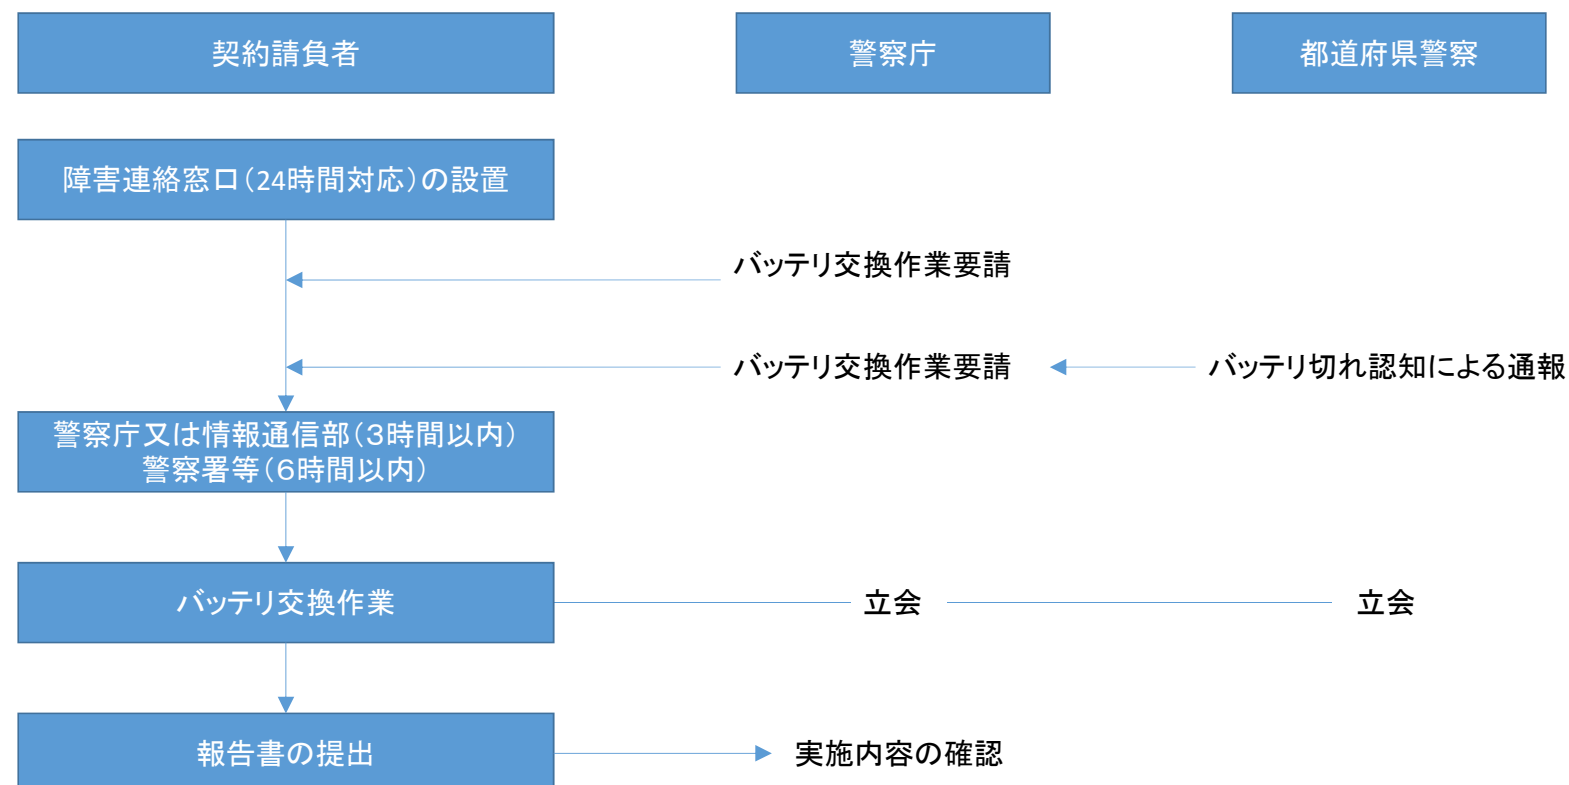 契約請負者
警察庁
都道府県警察
障害連絡窓口（24時間対応）の設置
バッテリ交換作業要請
バッテリ交換作業要請
バッテリ切れ認知による通報
警察庁又は情報通信部（３時間以内）
警察署等（６時間以内）
バッテリ交換作業
立会
立会
報告書の提出
実施内容の確認